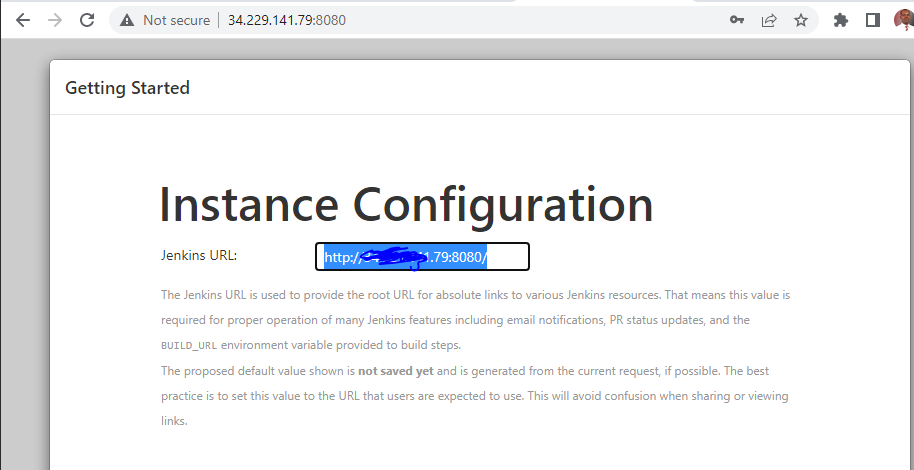 Not secure 34.229.141.79:8080
Getting Started
Instance Configuration
Jenkins URL: http:// .79:8080/
The Jenkins URL is used to provide the root URL for absolute links to various Jenkins resources. That means this value is
required for proper operation of many Jenkins features including email notifications, PR status updates, and the
BUILD_URL environment variable provided to build steps.
The proposed default value shown is not saved yet and is generated from the current request, if possible. The best
practice is to set this value to the URL that users are expected to use. This will avoid confusion when sharing or viewing
links.